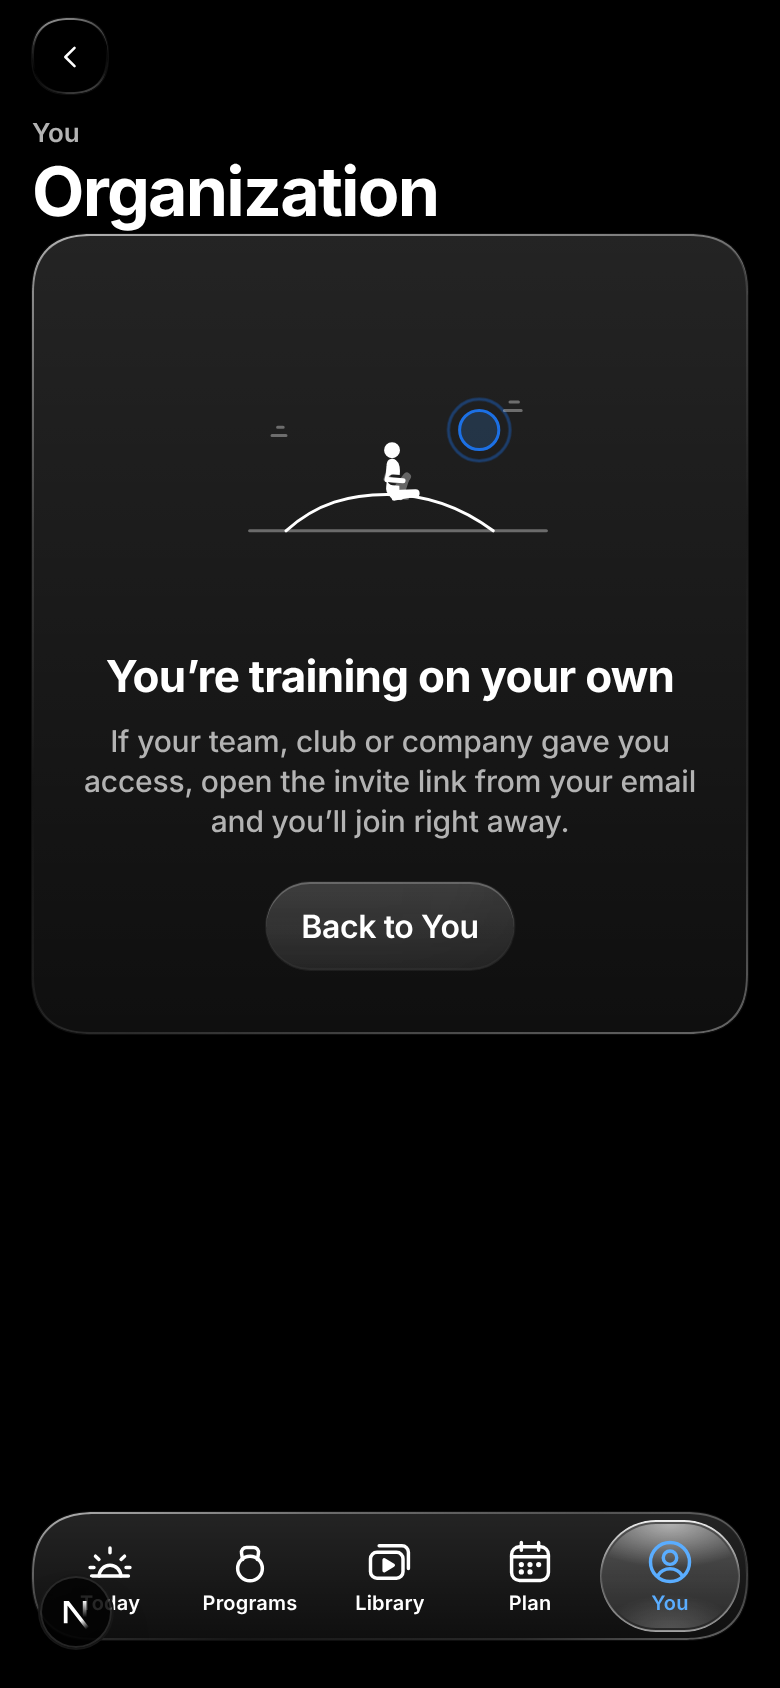 You
Organization
You’re training on your own
If your team, club or company gave you
access, open the invite link from your email
and you’ll join right away.
Back to You
Today
Programs
Library
Plan
You
N